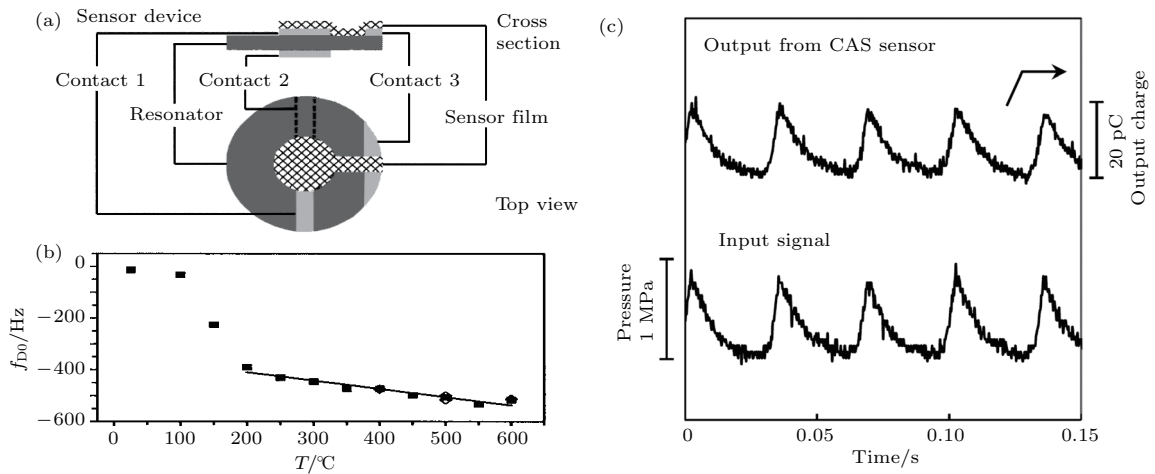 (a)
Sensor device
Cross
section
Contact 1
Contact 2
Contact 3
Resonator
Sensor film
Top view
(b)
0
−200
−400
−600
f_D0/Hz
0 100 200 300 400 500 600
T/°C
(c)
Output from CAS sensor
20 pC
Output charge
Input signal
Pressure
1 MPa
0 0.05 0.10 0.15
Time/s